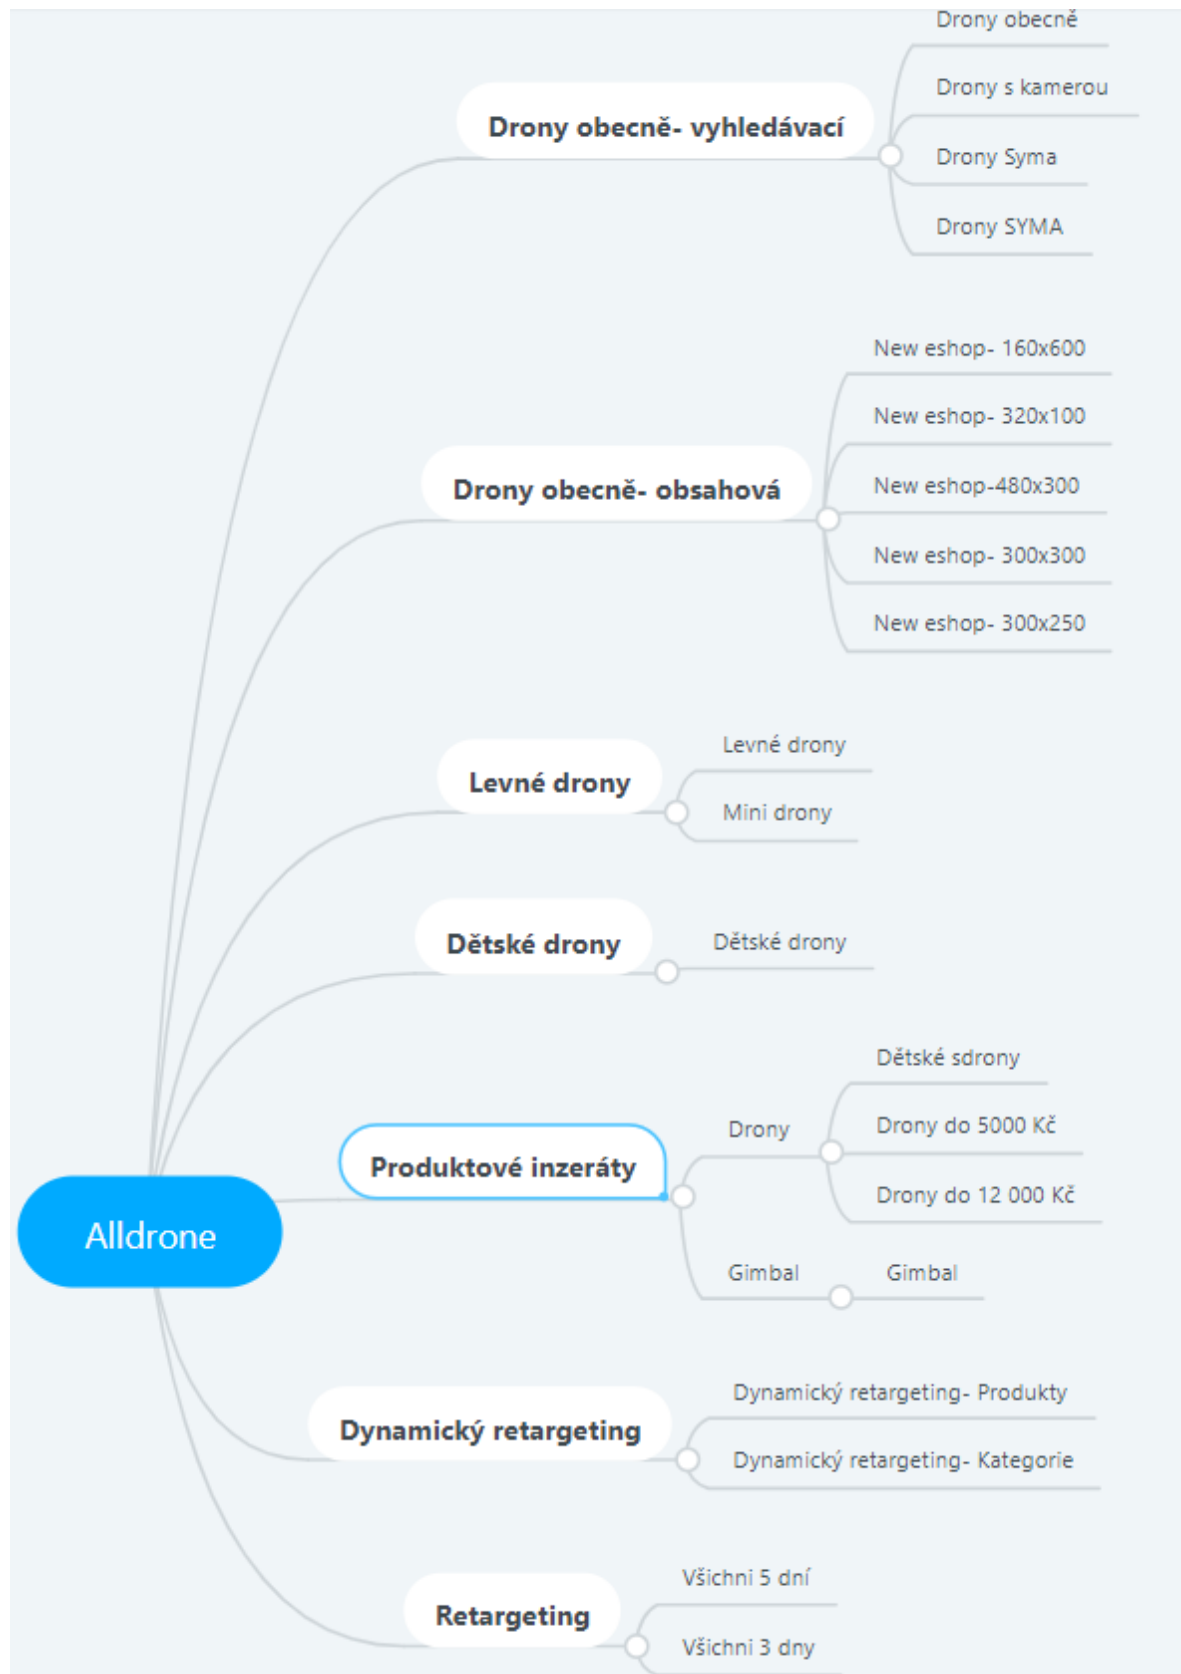 Drony obecně- vyhledávací
Drony obecně
Drony s kamerou
Drony Syma
Drony SYMA
Drony obecně- obsahová
New eshop- 160x600
New eshop- 320x100
New eshop-480x300
New eshop- 300x300
New eshop- 300x250
Levné drony
Levné drony
Mini drony
Dětské drony
Dětské drony
Alldrone
Produktové inzeráty
Drony
Dětské sdrony
Drony do 5000 Kč
Drony do 12 000 Kč
Gimbal
Gimbal
Dynamický retargeting
Dynamický retargeting- Produkty
Dynamický retargeting- Kategorie
Retargeting
Všichni 5 dní
Všichni 3 dny